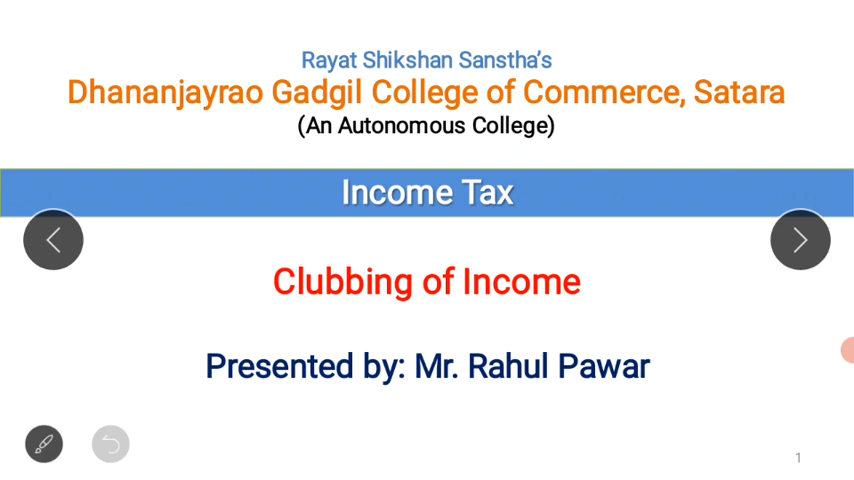 Rayat Shikshan Sanstha's
Dhananjayrao Gadgil College of Commerce, Satara
(An Autonomous College)
Income Tax
Clubbing of Income
Presented by: Mr. Rahul Pawar
1